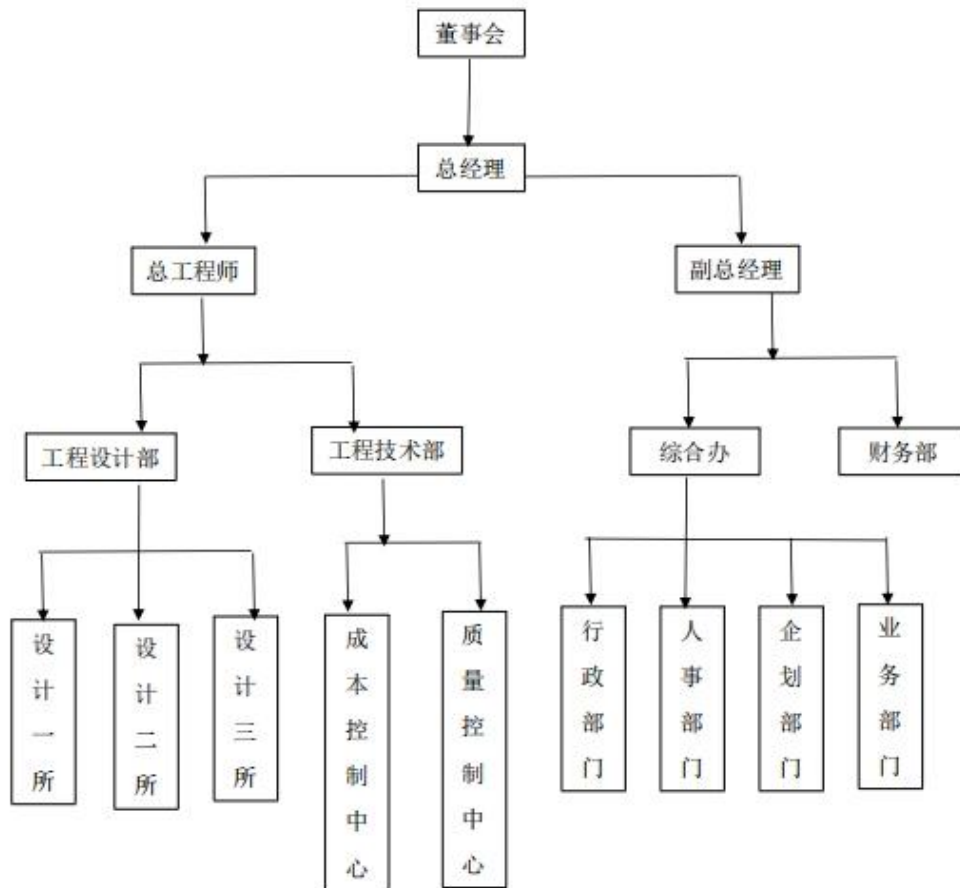 董事会
总经理
总工程师
副总经理
工程设计部
工程技术部
综合办
财务部
设计一所
设计二所
设计三所
成本控制中心
质量控制中心
行政部门
人事部门
企划部门
业务部门